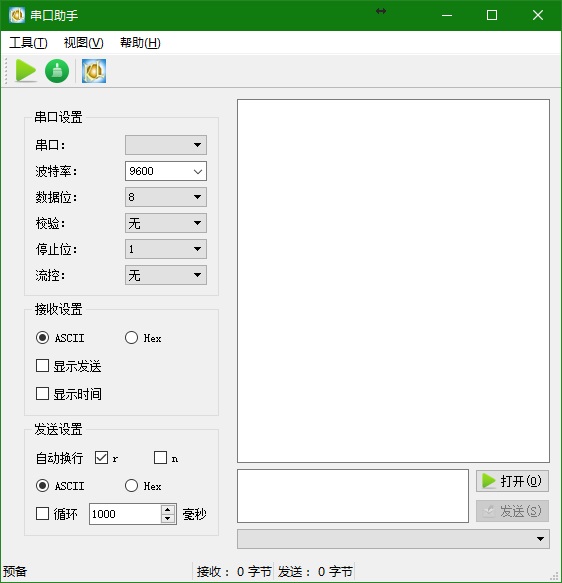 串口助手
工具(T) 视图(V) 帮助(H)
串口设置
串口:
波特率: 9600
数据位: 8
校验: 无
停止位: 1
流控: 无
接收设置
ASCII Hex
显示发送
显示时间
发送设置
自动换行 r n
ASCII Hex
循环 1000 毫秒
打开(O)
发送(S)
预备 接收: 0 字节 发送: 0 字节